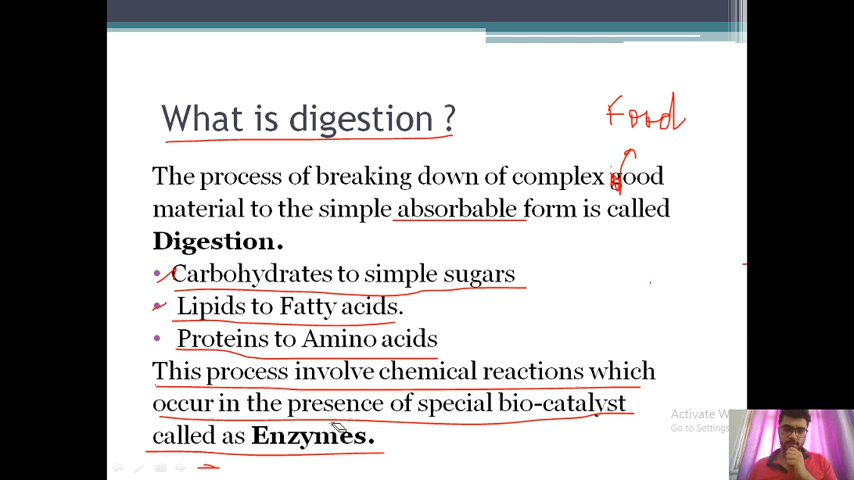 What is digestion ?
Food
The process of breaking down of complex good
material to the simple absorbable form is called
Digestion.
• Carbohydrates to simple sugars
• Lipids to Fatty acids.
• Proteins to Amino acids
This process involve chemical reactions which
occur in the presence of special bio-catalyst
called as Enzymes.
Activate W
Go to Settings